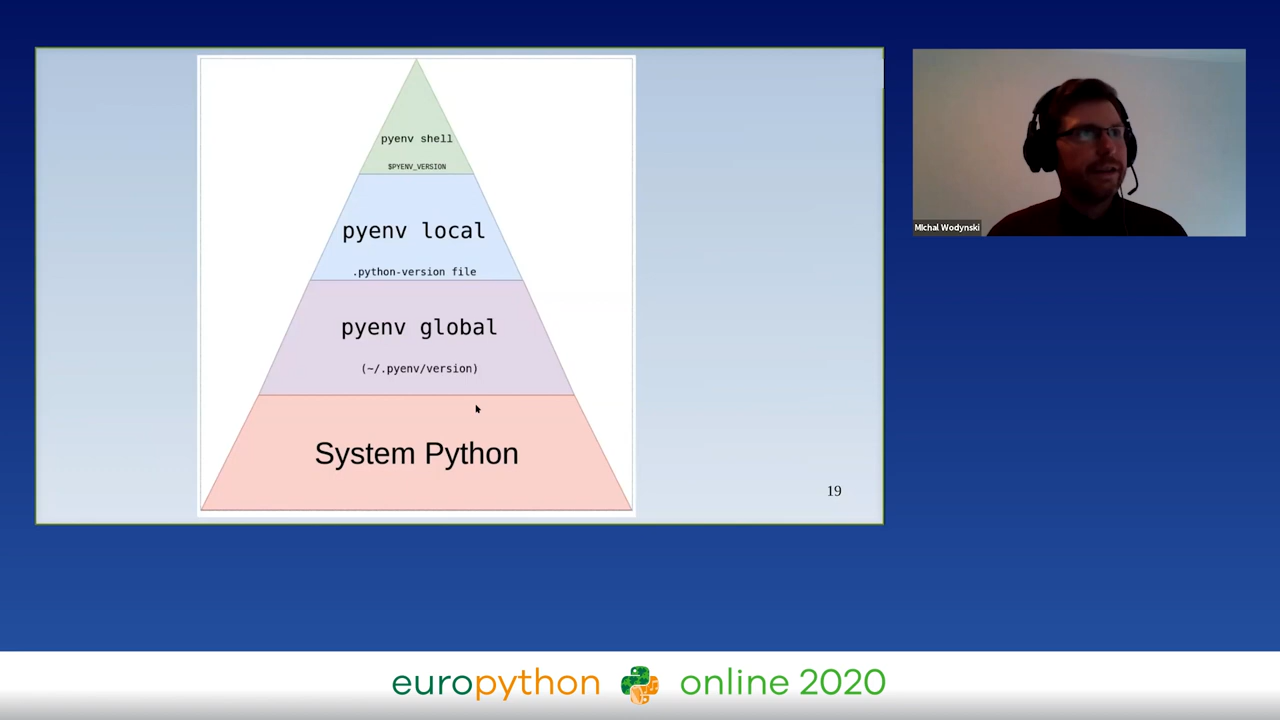 pyenv shell
$PYENV_VERSION
pyenv local
.python-version file
pyenv global
(~/.pyenv/version)
System Python
19
Michal Wodynski
europython online 2020